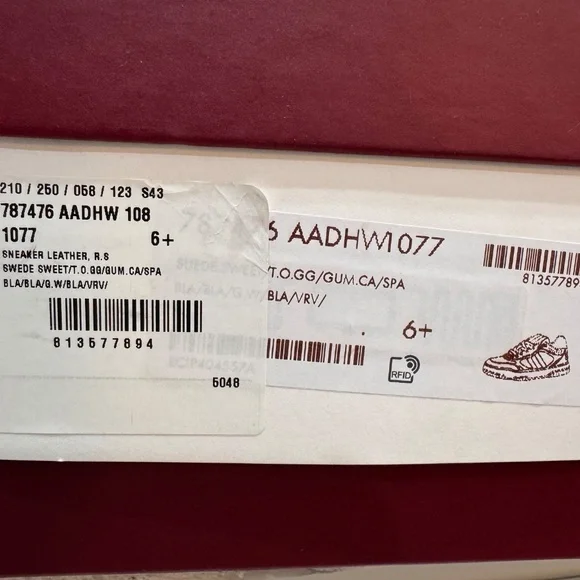 210 / 250 / 058 / 123 S43
787476 AADHW 108
1077 6+
SNEAKER LEATHER, R.S
SWEDE SWEET/T.O.GG/GUM.CA/SPA
BLA/BLA/G.W/BLA/VRV/
813577894
5048
6 AADHW1077
/T.O.GG/GUM.CA/SPA
/BLA/VRV/
6+
RFID
81357789